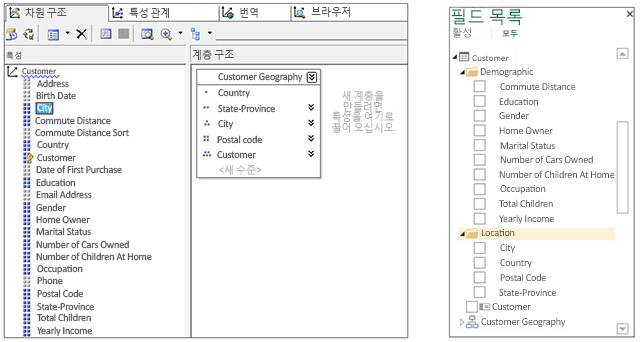 차원 구조
특성 관계
번역
브라우저
특성
Customer
Address
Birth Date
City
Commute Distance
Commute Distance Sort
Country
Customer
Date of First Purchase
Education
Email Address
Gender
Home Owner
Marital Status
Number of Cars Owned
Number of Children At Home
Occupation
Phone
Postal Code
State-Province
Total Children
Yearly Income
계층 구조
Customer Geography
Country
State-Province
City
Postal code
Customer
<새 수준>
새 계층을
만들려면
특성을 여기로
끌어 오십시오.
필드 목록
활성 모두
Customer
Demographic
Commute Distance
Education
Gender
Home Owner
Marital Status
Number of Cars Owned
Number of Children At Home
Occupation
Total Children
Yearly Income
Location
City
Country
Postal Code
State-Province
Customer
Customer Geography